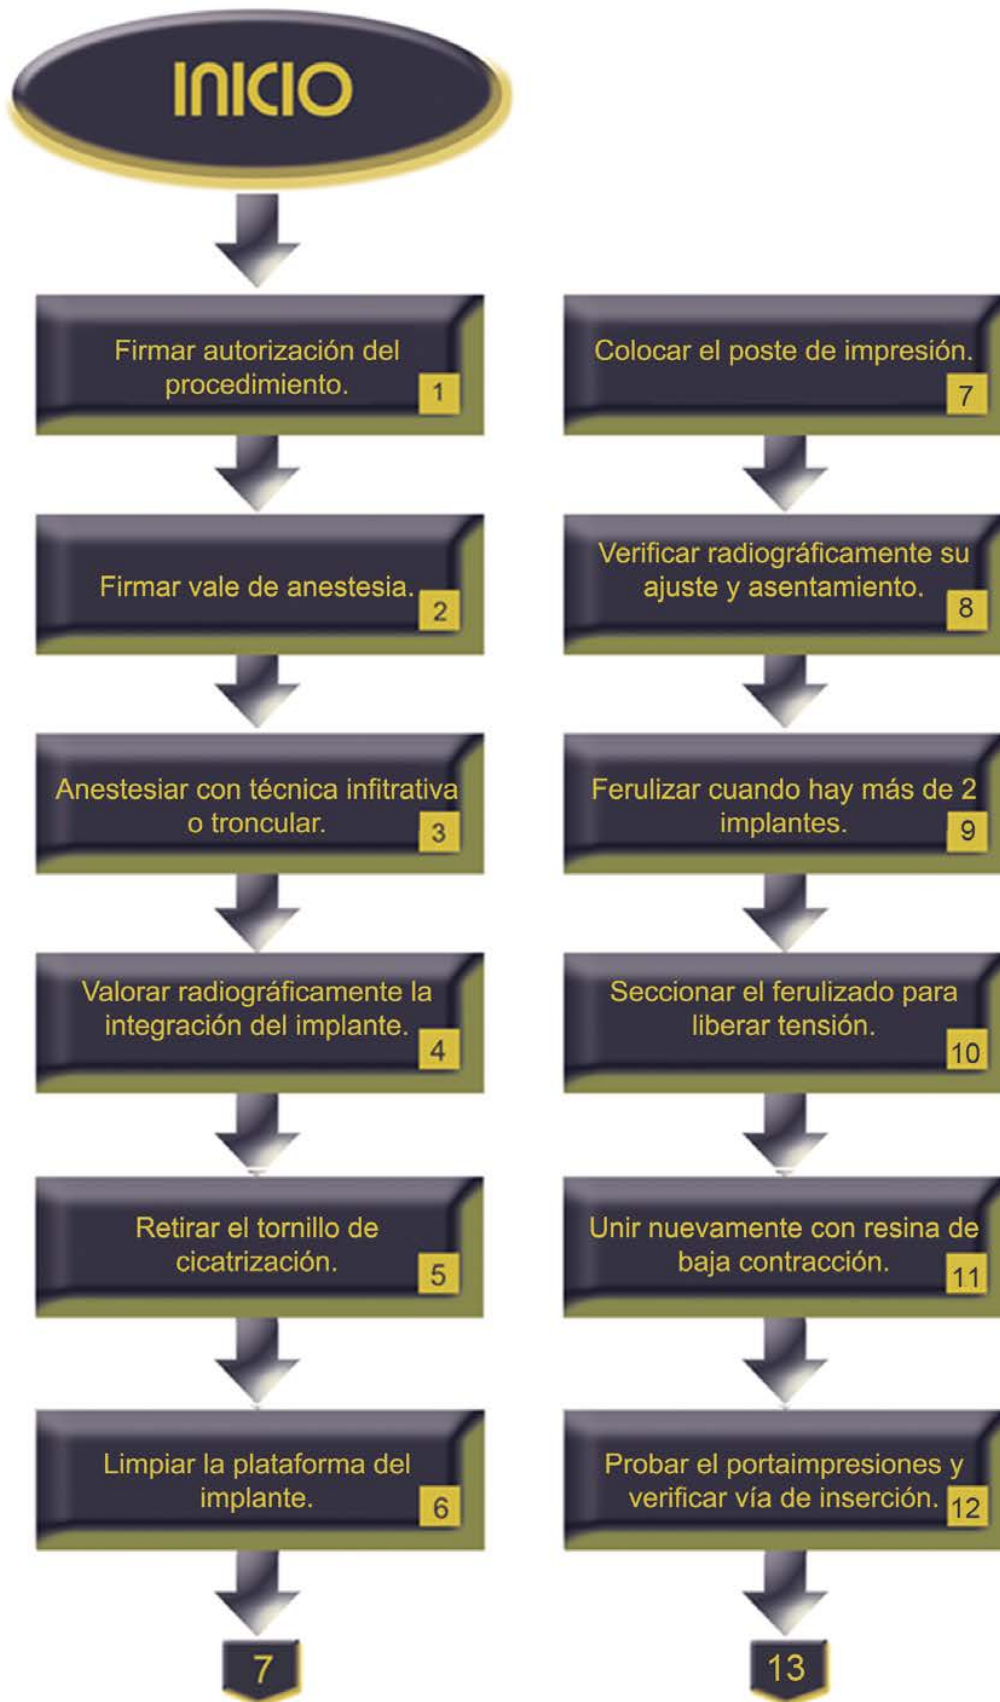 INICIO
Firmar autorización del
procedimiento.
1
Firmar vale de anestesia.
2
Anestesiar con técnica infitrativa
o troncular.
3
Valorar radiográficamente la
integración del implante.
4
Retirar el tornillo de
cicatrización.
5
Limpiar la plataforma del
implante.
6
7
Colocar el poste de impresión.
7
Verificar radiográficamente su
ajuste y asentamiento.
8
Ferulizar cuando hay más de 2
implantes.
9
Seccionar el ferulizado para
liberar tensión.
10
Unir nuevamente con resina de
baja contracción.
11
Probar el portaimpresiones y
verificar vía de inserción.
12
13